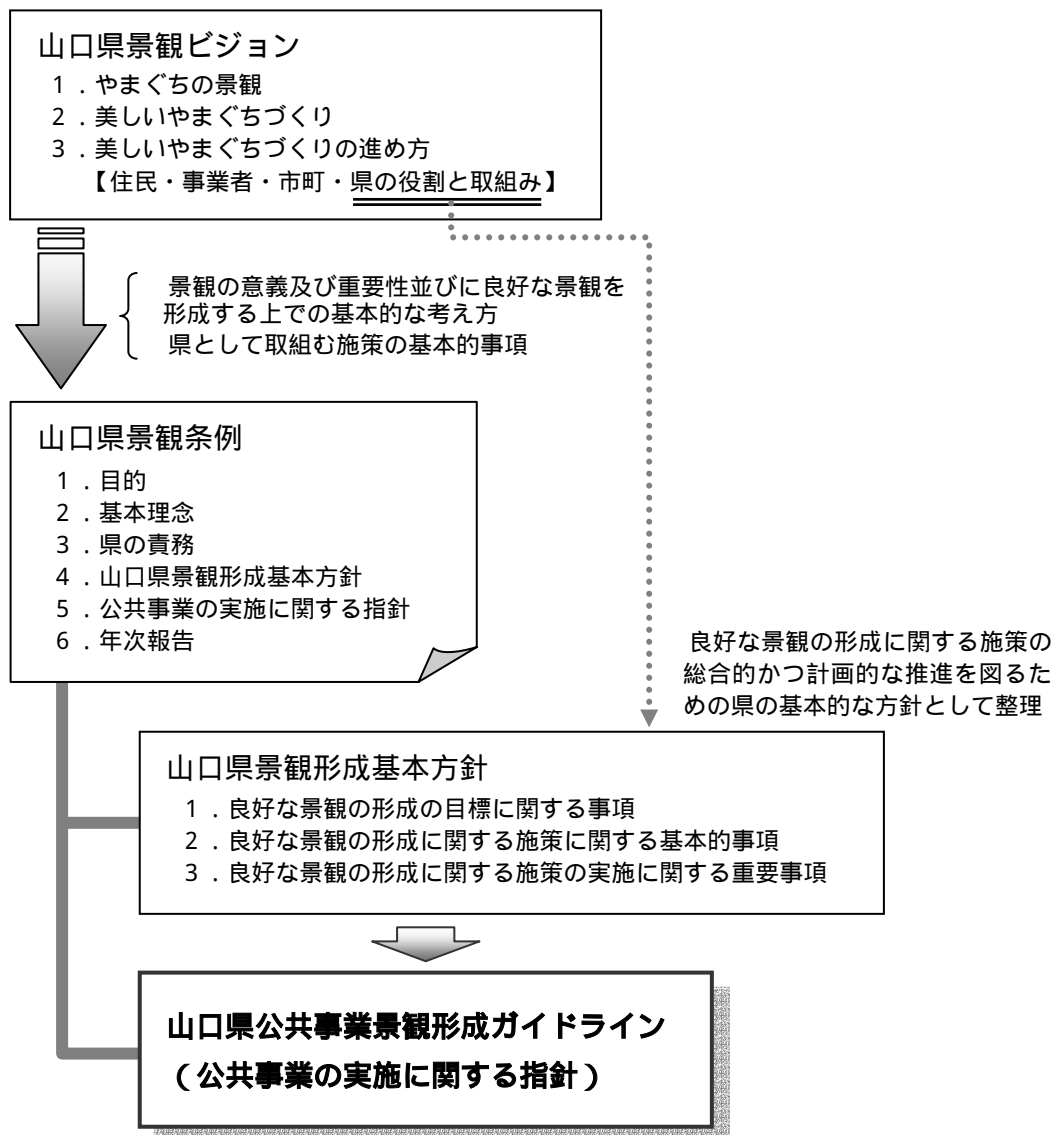 山口県景観ビジョン
1．やまぐちの景観
2．美しいやまぐちづくり
3．美しいやまぐちづくりの進め方
【住民・事業者・市町・県の役割と取組み】
景観の意義及び重要性並びに良好な景観を
形成する上での基本的な考え方
県として取組む施策の基本的事項
山口県景観条例
1．目的
2．基本理念
3．県の責務
4．山口県景観形成基本方針
5．公共事業の実施に関する指針
6．年次報告
良好な景観の形成に関する施策の
総合的かつ計画的な推進を図るた
めの県の基本的な方針として整理
山口県景観形成基本方針
1．良好な景観の形成の目標に関する事項
2．良好な景観の形成に関する施策に関する基本的事項
3．良好な景観の形成に関する施策の実施に関する重要事項
山口県公共事業景観形成ガイドライン
（公共事業の実施に関する指針）